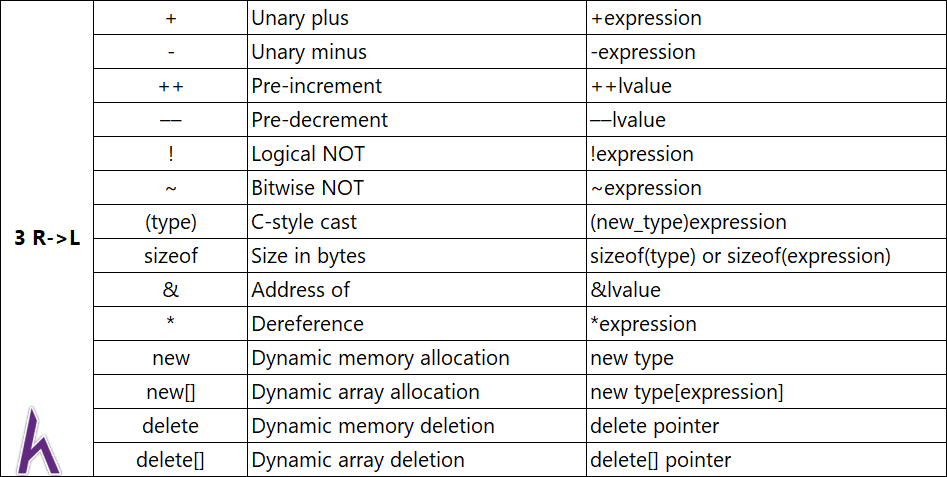 + Unary plus +expression
- Unary minus -expression
++ Pre-increment ++lvalue
–– Pre-decrement ––lvalue
! Logical NOT !expression
~ Bitwise NOT ~expression
(type) C-style cast (new_type)expression
3 R->L
sizeof Size in bytes sizeof(type) or sizeof(expression)
& Address of &lvalue
* Dereference *expression
new Dynamic memory allocation new type
new[] Dynamic array allocation new type[expression]
delete Dynamic memory deletion delete pointer
delete[] Dynamic array deletion delete[] pointer